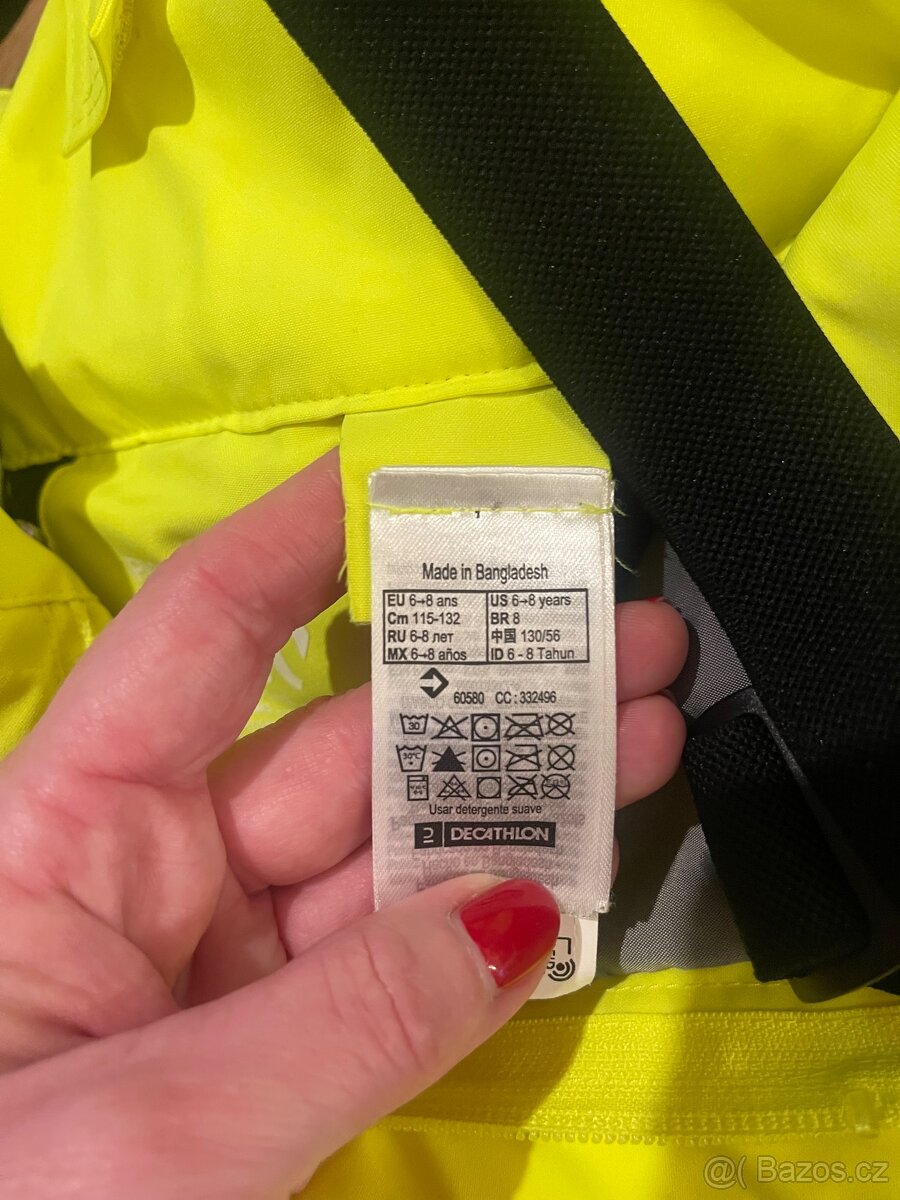 Made in Bangladesh
EU 6→8 ans US 6→8 years
Cm 115-132 BR 8
RU 6-8 лет 中国 130/56
MX 6→8 años ID 6 - 8 Tahun
60580 CC : 332496
30
30°C
Usar detergente suave
DECATHLON
@( Bazos.cz